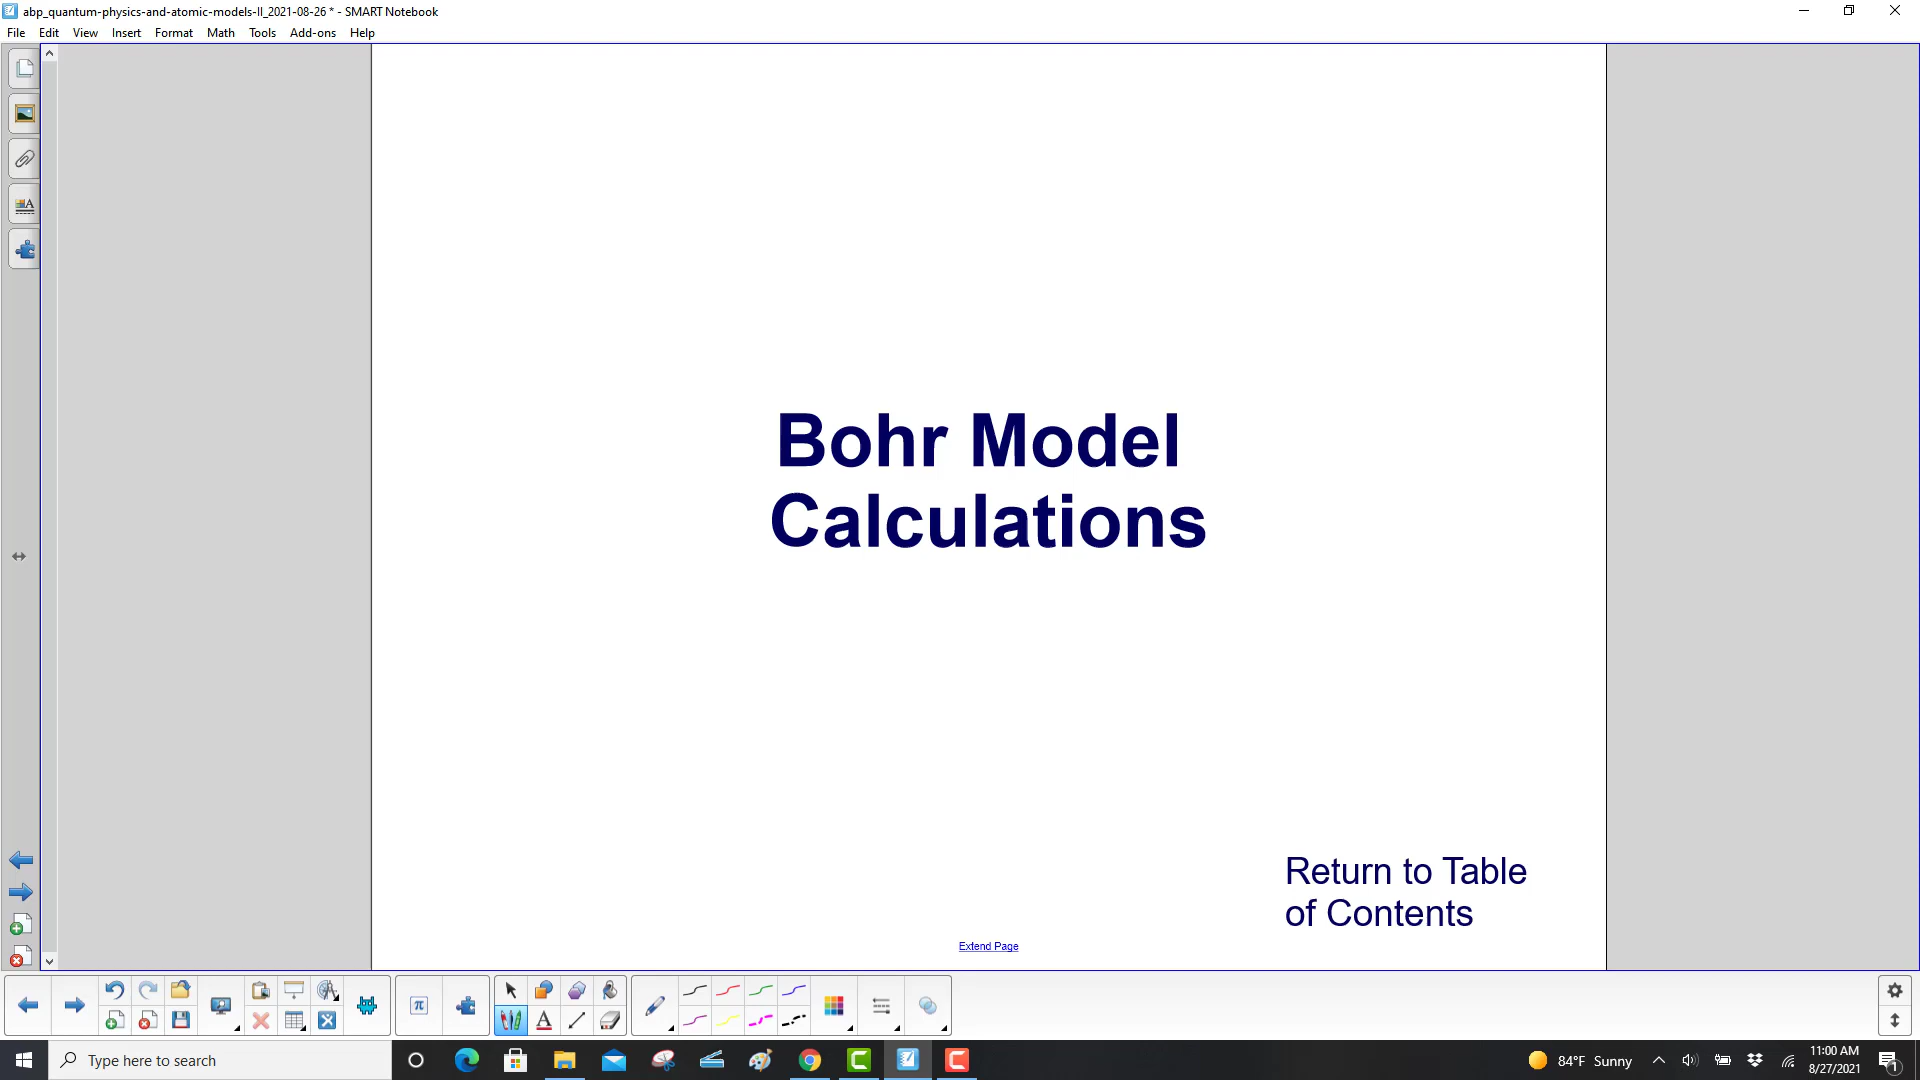 abp_quantum-physics-and-atomic-models-II_2021-08-26 * - SMART Notebook
File Edit View Insert Format Math Tools Add-ons Help
Bohr Model
Calculations
Return to Table
of Contents
Extend Page
Type here to search
84°F Sunny
11:00 AM
8/27/2021
1